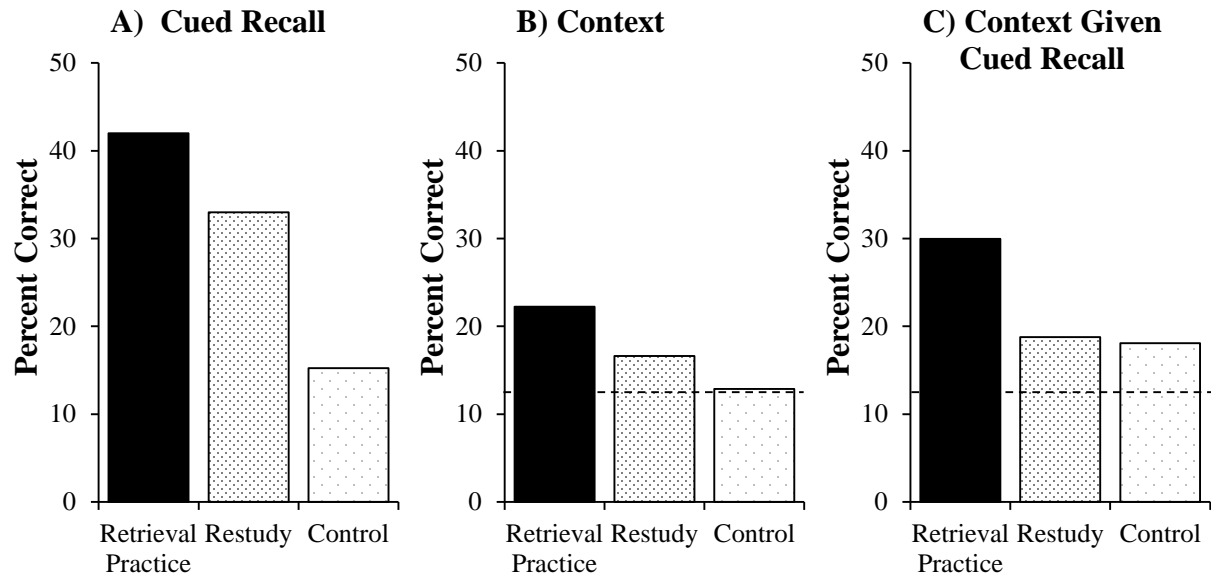 A) Cued Recall
Percent Correct
50
40
30
20
10
0
Retrieval Practice
Restudy
Control
B) Context
Percent Correct
50
40
30
20
10
0
Retrieval Practice
Restudy
Control
C) Context Given
Cued Recall
Percent Correct
50
40
30
20
10
0
Retrieval Practice
Restudy
Control